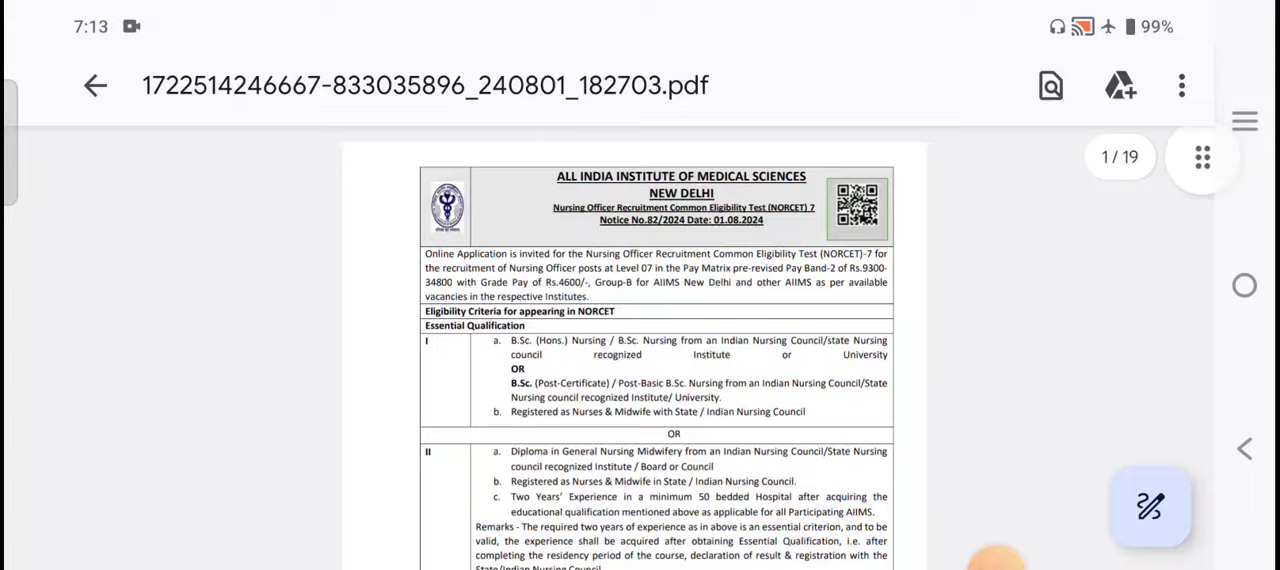 7:13
99%
1722514246667-833035896_240801_182703.pdf
1 / 19
ALL INDIA INSTITUTE OF MEDICAL SCIENCES
NEW DELHI
Nursing Officer Recruitment Common Eligibility Test (NORCET) 7
Notice No.82/2024 Date: 01.08.2024
Online Application is invited for the Nursing Officer Recruitment Common Eligibility Test (NORCET)-7 for
the recruitment of Nursing Officer posts at Level 07 in the Pay Matrix pre-revised Pay Band-2 of Rs.9300-
34800 with Grade Pay of Rs.4600/-, Group-B for AIIMS New Delhi and other AIIMS as per available
vacancies in the respective Institutes.
Eligibility Criteria for appearing in NORCET
Essential Qualification
I a. B.Sc. (Hons.) Nursing / B.Sc. Nursing from an Indian Nursing Council/state Nursing
council recognized Institute or University
OR
B.Sc. (Post-Certificate) / Post-Basic B.Sc. Nursing from an Indian Nursing Council/State
Nursing council recognized Institute/ University.
b. Registered as Nurses & Midwife with State / Indian Nursing Council
OR
II a. Diploma in General Nursing Midwifery from an Indian Nursing Council/State Nursing
council recognized Institute / Board or Council
b. Registered as Nurses & Midwife in State / Indian Nursing Council.
c. Two Years' Experience in a minimum 50 bedded Hospital after acquiring the
educational qualification mentioned above as applicable for all Participating AIIMS.
Remarks - The required two years of experience as in above is an essential criterion, and to be
valid, the experience shall be acquired after obtaining Essential Qualification, i.e. after
completing the residency period of the course, declaration of result & registration with the
State/Indian Nursing Council